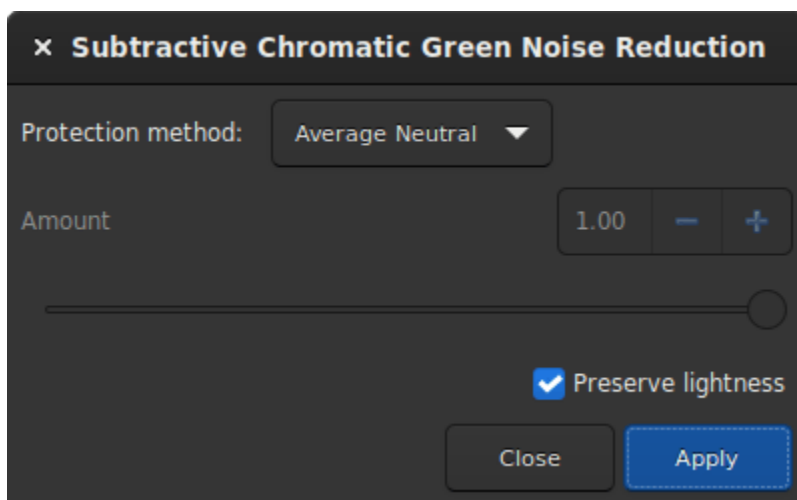 × Subtractive Chromatic Green Noise Reduction
Protection method: Average Neutral
Amount 1.00 − +
Preserve lightness
Close Apply